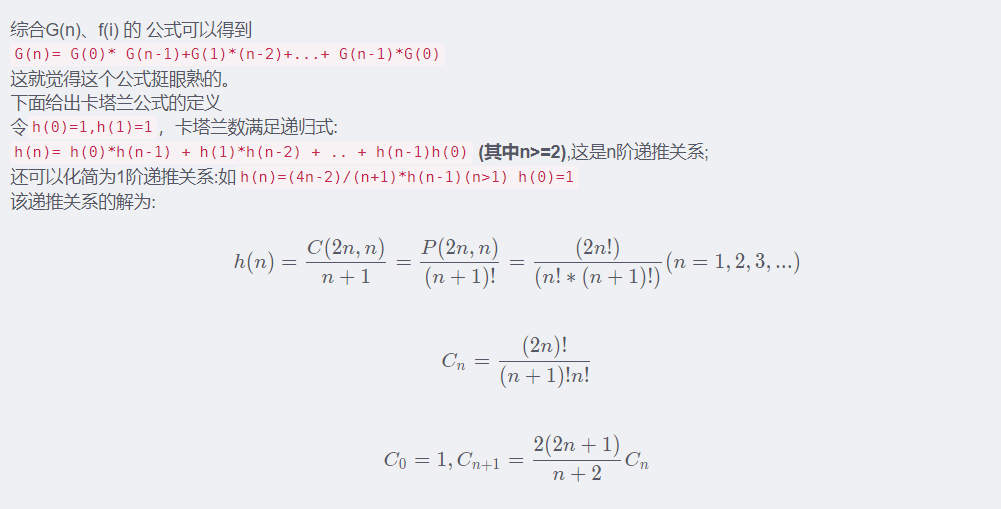 综合G(n)、f(i) 的 公式可以得到
G(n)= G(0)* G(n-1)+G(1)*(n-2)+...+ G(n-1)*G(0)
这就觉得这个公式挺眼熟的。
下面给出卡塔兰公式的定义
令 h(0)=1,h(1)=1 ，卡塔兰数满足递归式:
h(n)= h(0)*h(n-1) + h(1)*h(n-2) + .. + h(n-1)h(0) (其中n>=2),这是n阶递推关系;
还可以化简为1阶递推关系:如 h(n)=(4n-2)/(n+1)*h(n-1)(n>1) h(0)=1
该递推关系的解为:
h(n) = \frac{C(2n, n)}{n + 1} = \frac{P(2n, n)}{(n + 1)!} = \frac{(2n!)}{(n! * (n + 1)!)} (n = 1, 2, 3, ...)
C_n = \frac{(2n)!}{(n + 1)!n!}
C_0 = 1, C_{n+1} = \frac{2(2n + 1)}{n + 2} C_n